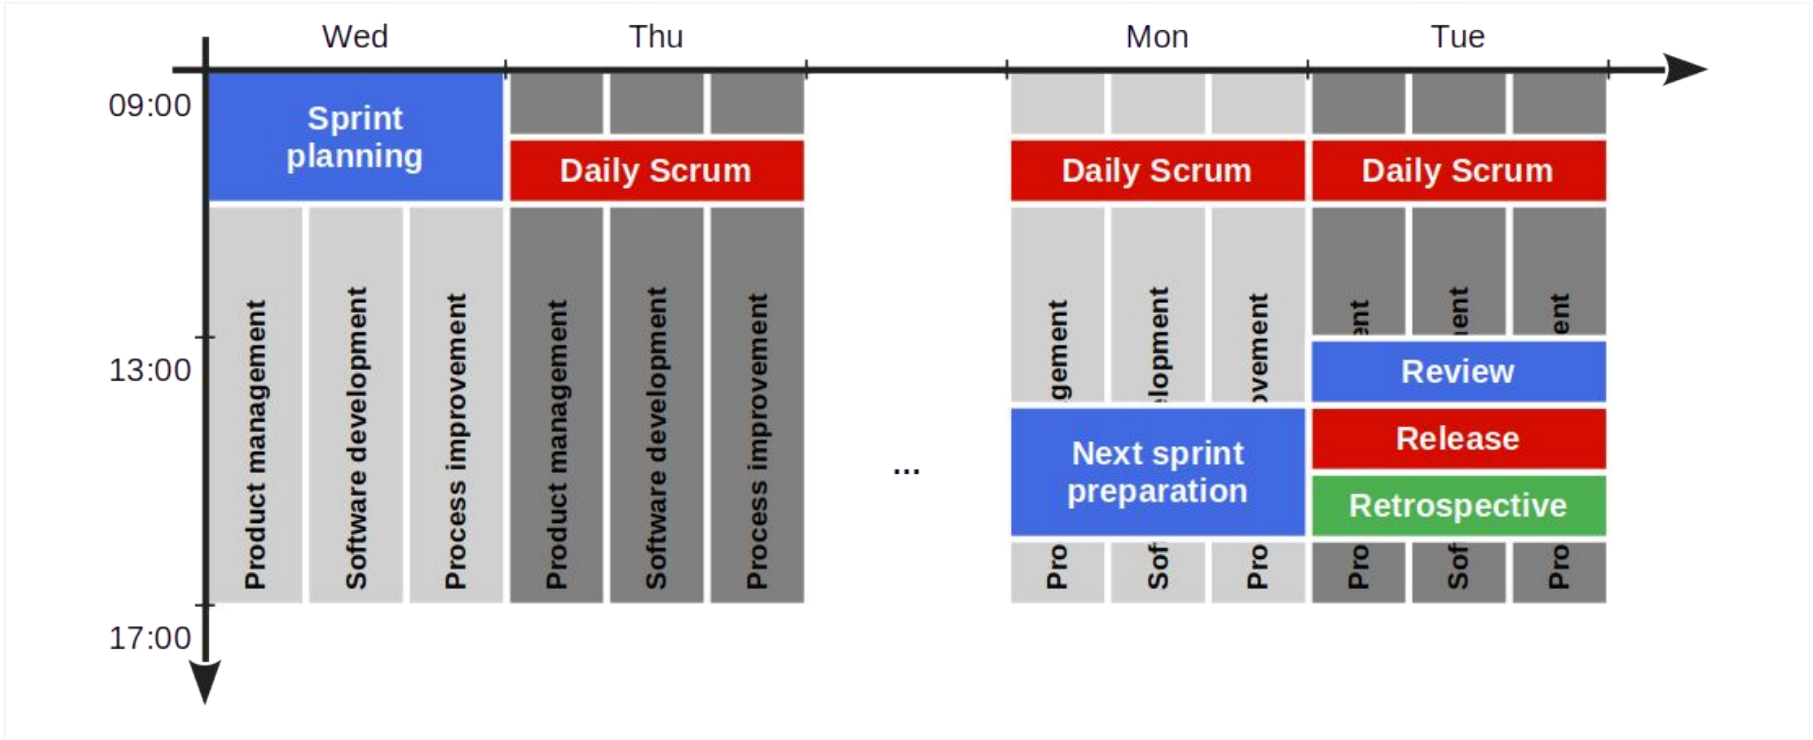 Wed
Thu
Mon
Tue
09:00
Sprint
planning
Daily Scrum
Daily Scrum
Daily Scrum
Product management
Software development
Process improvement
Product management
Software development
Process improvement
gement
lopment
ovement
ent
ent
ent
13:00
Review
...
Next sprint
preparation
Release
Retrospective
Pro
Sof
Pro
Pro
Sof
Pro
17:00